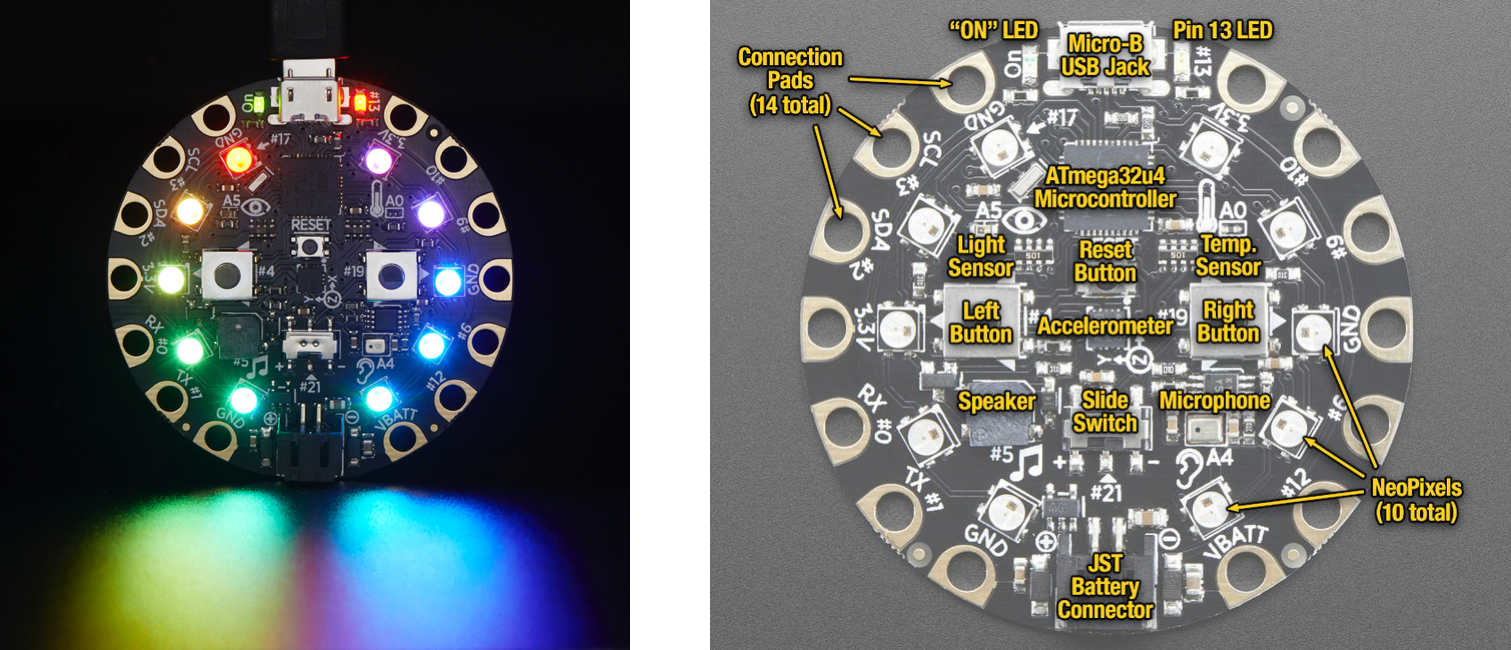 On
#13
GND
#17
3.3V
SCL
#10
#3
A5
A0
SDA
#9
#2
RESET
3.3V
#4
#19
GND
X
Y
Z
RX
#0
#6
#5
+
-
A4
TX
#1
#21
#12
GND
+
-
VBATT
"ON" LED
Pin 13 LED
Micro-B
USB Jack
Connection
Pads
(14 total)
On
#13
GND
#17
3.3V
SCL
#10
#3
ATmega32u4
Microcontroller
A5
A0
SDA
#9
#2
Light
Sensor
Reset
Button
Temp.
Sensor
Left
Button
Accelerometer
#19
Right
Button
3.3V
GND
Y
Z
RX
#0
Speaker
Slide
Switch
Microphone
#5
+
-
A4
TX
#1
#21
#12
NeoPixels
(10 total)
GND
+
-
VBATT
JST
Battery
Connector